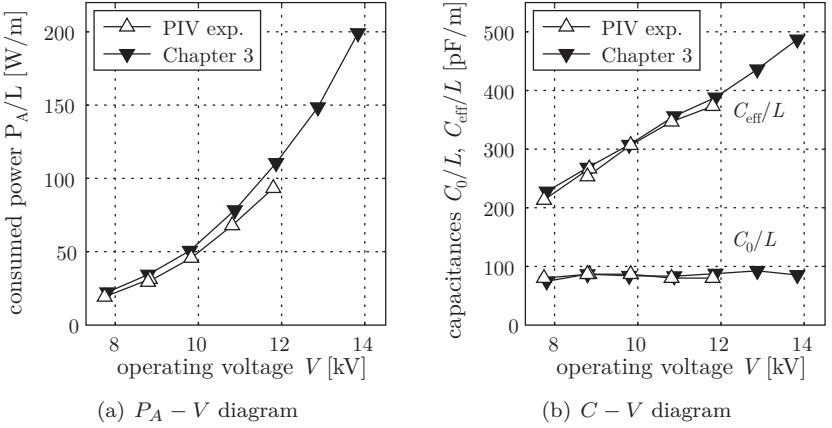 consumed power P_A/L [W/m]
200
150
100
50
0
PIV exp.
Chapter 3
8 10 12 14
operating voltage V [kV]
(a) P_A − V diagram
capacitances C_0/L, C_eff/L [pF/m]
500
400
300
200
100
0
PIV exp.
Chapter 3
C_eff/L
C_0/L
8 10 12 14
operating voltage V [kV]
(b) C − V diagram